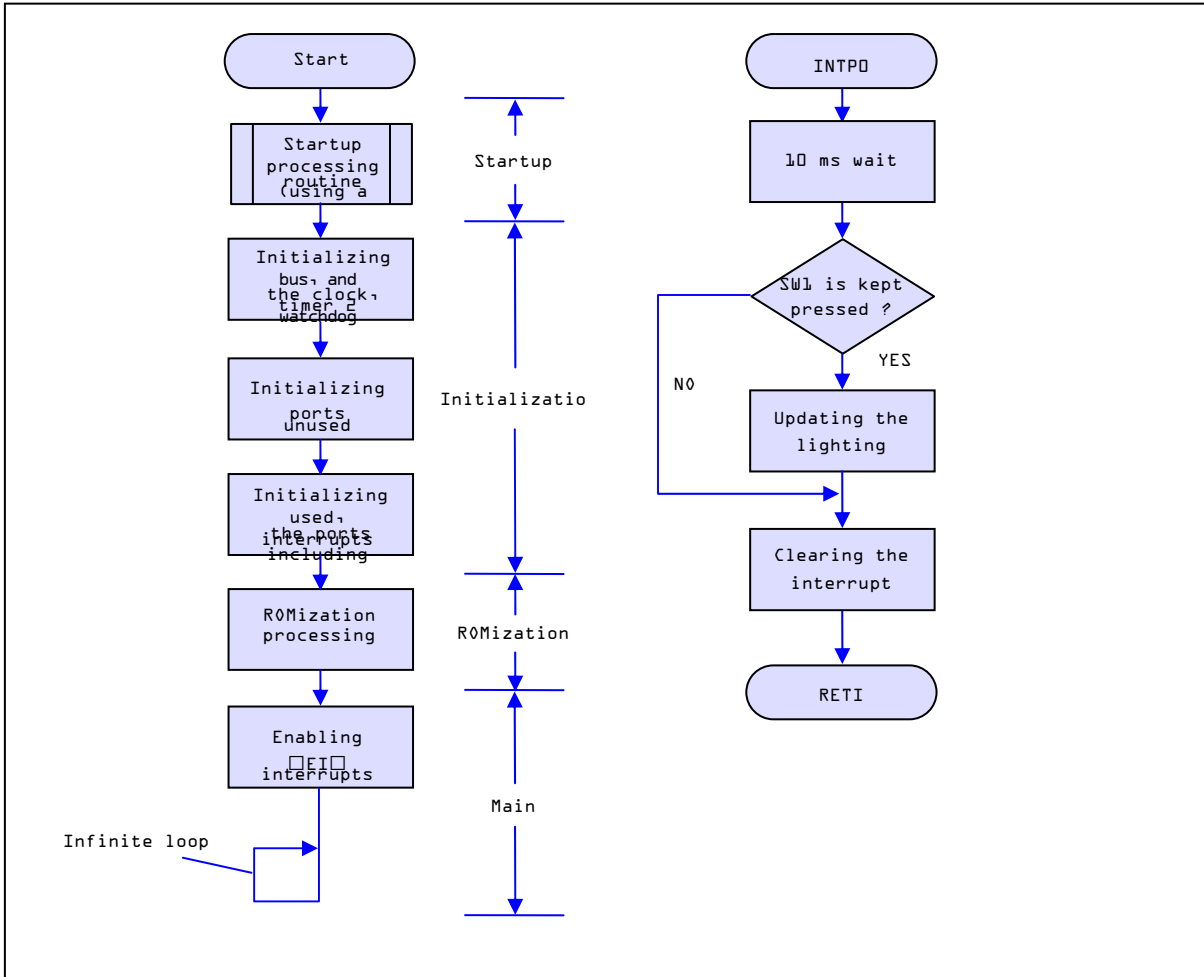 Start
Startup
processing
routine
(using a
Initializing
bus, and
the clock,
timer 2
watchdog
Initializing
ports
unused
Initializing
used,
the ports
interrupts
including
ROMization
processing
Enabling
□EI□
interrupts
Infinite loop
Startup
Initializatio
ROMization
Main
INTP0
10 ms wait
SW1 is kept
pressed ?
YES
NO
Updating the
lighting
Clearing the
interrupt
RETI